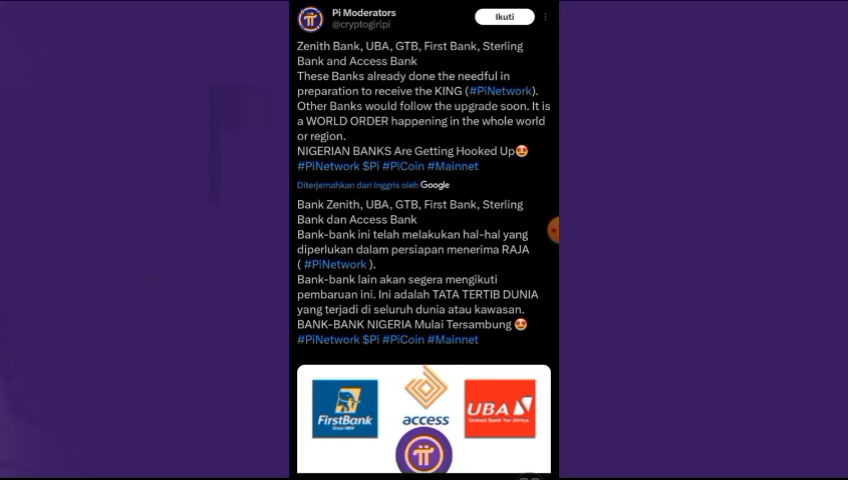 Pi Moderators
@cryptogirlpi
Ikuti
Zenith Bank, UBA, GTB, First Bank, Sterling
Bank and Access Bank
These Banks already done the needful in
preparation to receive the KING (#PiNetwork).
Other Banks would follow the upgrade soon. It is
a WORLD ORDER happening in the whole world
or region.
NIGERIAN BANKS Are Getting Hooked Up😍
#PiNetwork $Pi #PiCoin #Mainnet
Diterjemahkan dari Inggris oleh Google
Bank Zenith, UBA, GTB, First Bank, Sterling
Bank dan Access Bank
Bank-bank ini telah melakukan hal-hal yang
diperlukan dalam persiapan menerima RAJA
( #PiNetwork ).
Bank-bank lain akan segera mengikuti
pembaruan ini. Ini adalah TATA TERTIB DUNIA
yang terjadi di seluruh dunia atau kawasan.
BANK-BANK NIGERIA Mulai Tersambung 😍
#PiNetwork $Pi #PiCoin #Mainnet
FirstBank
Since 1894
access
UBA
United Bank For Africa